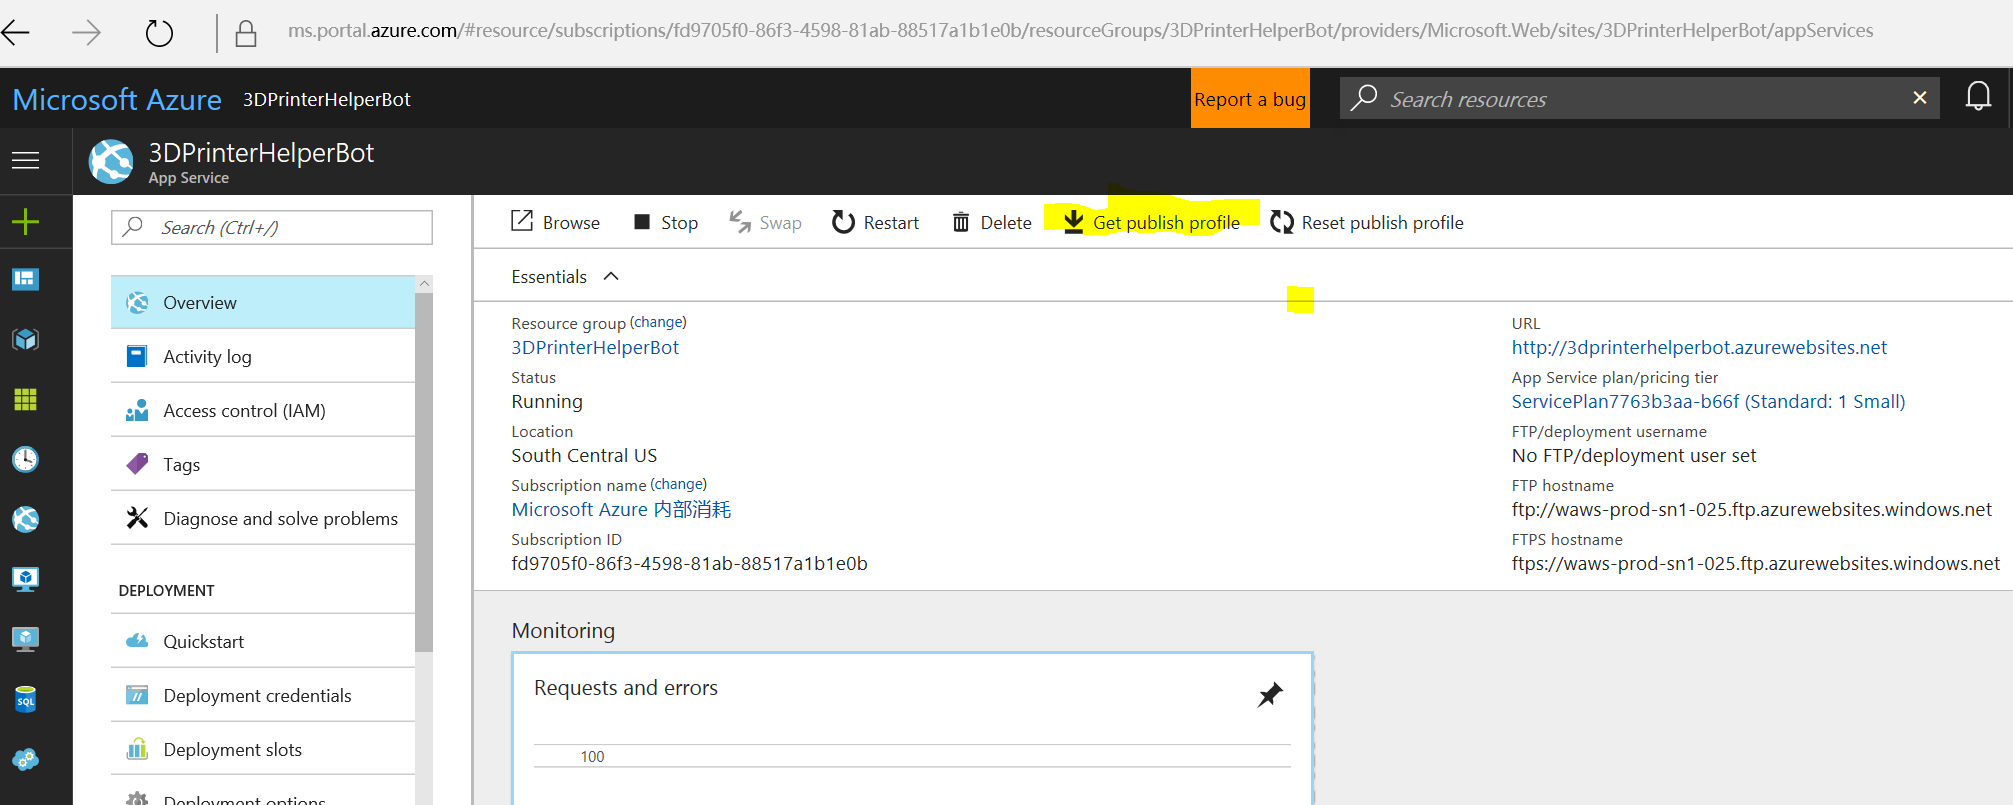 ms.portal.azure.com/#resource/subscriptions/fd9705f0-86f3-4598-81ab-88517a1b1e0b/resourceGroups/3DPrinterHelperBot/providers/Microsoft.Web/sites/3DPrinterHelperBot/appServices
Microsoft Azure 3DPrinterHelperBot Report a bug Search resources
3DPrinterHelperBot
App Service
Search (Ctrl+/)
Overview
Activity log
Access control (IAM)
Tags
Diagnose and solve problems
DEPLOYMENT
Quickstart
Deployment credentials
Deployment slots
Deployment options
SQL
Browse Stop Swap Restart Delete Get publish profile Reset publish profile
Essentials
Resource group (change)
3DPrinterHelperBot
Status
Running
Location
South Central US
Subscription name (change)
Microsoft Azure 内部消耗
Subscription ID
fd9705f0-86f3-4598-81ab-88517a1b1e0b
URL
http://3dprinterhelperbot.azurewebsites.net
App Service plan/pricing tier
ServicePlan7763b3aa-b66f (Standard: 1 Small)
FTP/deployment username
No FTP/deployment user set
FTP hostname
ftp://waws-prod-sn1-025.ftp.azurewebsites.windows.net
FTPS hostname
ftps://waws-prod-sn1-025.ftp.azurewebsites.windows.net
Monitoring
Requests and errors
100